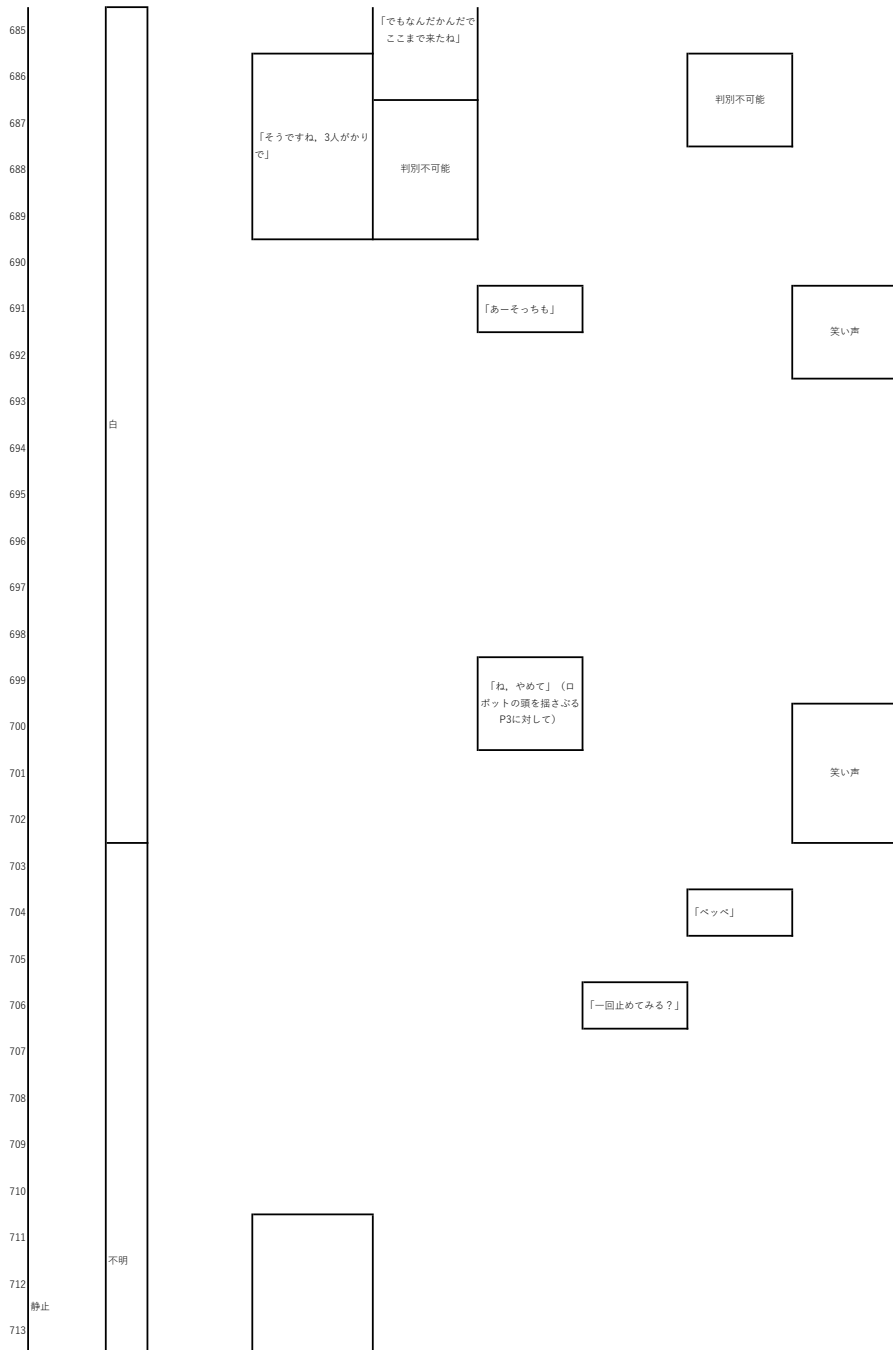 「でもなんだかんだで
685
ここまで来たね」
686
判別不可能
687
「そうですね，3人がかり
で」
688
判別不可能
689
690
691
「あーそっちも」
笑い声
692
693
白
694
695
696
697
698
699
「ね，やめて」（ロ
ボットの頭を揺さぶる
P3に対して）
700
701
笑い声
702
703
704
「ペッペ」
705
706
「一回止めてみる？」
707
708
709
710
711
不明
712
静止
713